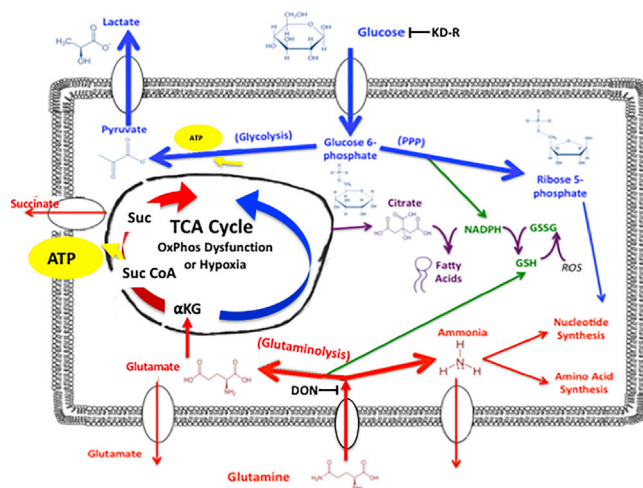 Lactate
Glucose
KD-R
Pyruvate
ATP
(Glycolysis)
Glucose 6-
phosphate
(PPP)
Ribose 5-
phosphate
Succinate
Suc
TCA Cycle
OxPhos Dysfunction
or Hypoxia
Citrate
NADPH
GSSG
ATP
Suc CoA
Fatty
Acids
GSH
ROS
αKG
(Glutaminolysis)
Ammonia
Nucleotide
Synthesis
Glutamate
DON
Amino Acid
Synthesis
Glutamate
Glutamine